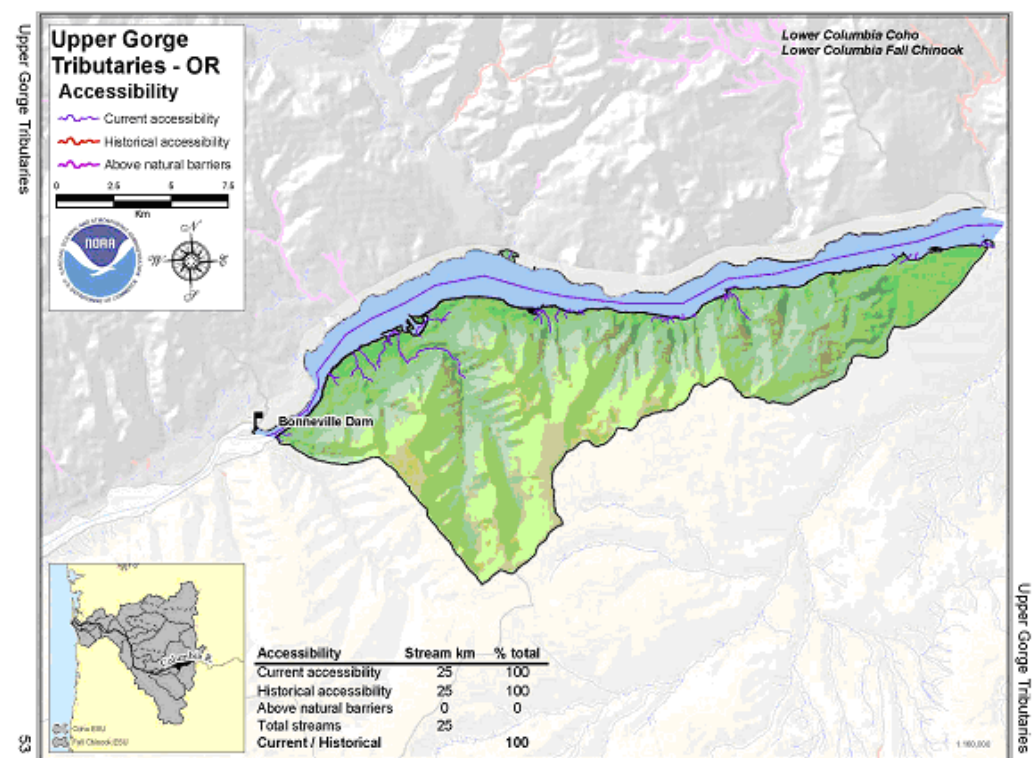 Upper Gorge Tributaries
Upper Gorge
Tributaries - OR
Accessibility
Current accessibility
Historical accessibility
Above natural barriers
0 2.5 5 7.5
Km
NOAA
N
Lower Columbia Coho
Lower Columbia Fall Chinook
Bonneville Dam
Columbia R.
Coho ESU
Fall Chinook ESU
Accessibility Stream km % total
Current accessibility 25 100
Historical accessibility 25 100
Above natural barriers 0 0
Total streams 25
Current / Historical 100
Upper Gorge Tributaries
53